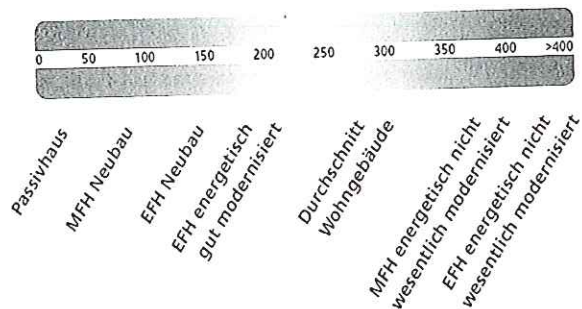 0 50 100 150 200 250 300 350 400 >400
Passivhaus
MFH Neubau
EFH Neubau
EFH energetisch
gut modernisiert
Durchschnitt
Wohngebäude
MFH energetisch nicht
wesentlich modernisiert
EFH energetisch nicht
wesentlich modernisiert